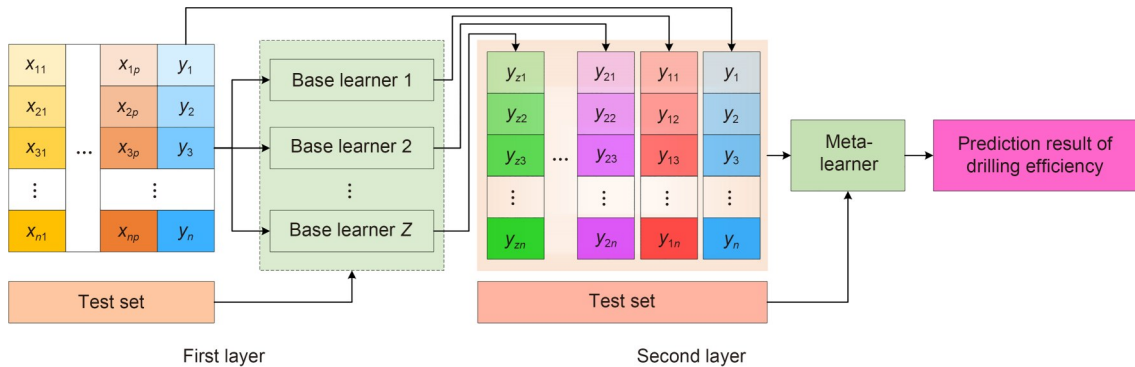 x11 x1p y1
x21 x2p y2
x31 ... x3p y3
⋮ ⋮
xn1 xnp yn
Test set
First layer
Base learner 1
Base learner 2
⋮
Base learner Z
yz1 y21 y11 y1
yz2 y22 y12 y2
yz3 ... y23 y13 y3
⋮ ⋮ ⋮ ⋮
yzn y2n y1n yn
Test set
Second layer
Meta-
learner
Prediction result of
drilling efficiency